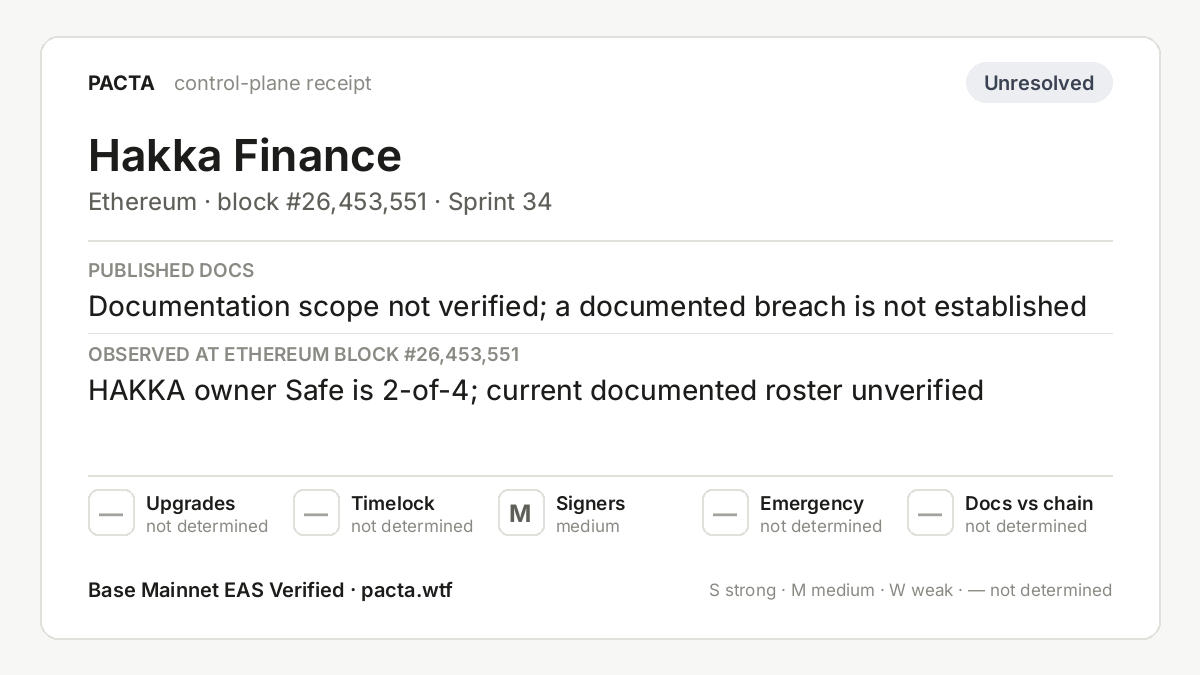 PACTA control-plane receipt Unresolved
Hakka Finance
Ethereum · block #26,453,551 · Sprint 34
PUBLISHED DOCS
Documentation scope not verified; a documented breach is not established
OBSERVED AT ETHEREUM BLOCK #26,453,551
HAKKA owner Safe is 2-of-4; current documented roster unverified
— Upgrades not determined
— Timelock not determined
M Signers medium
— Emergency not determined
— Docs vs chain not determined
Base Mainnet EAS Verified · pacta.wtf
S strong · M medium · W weak · — not determined